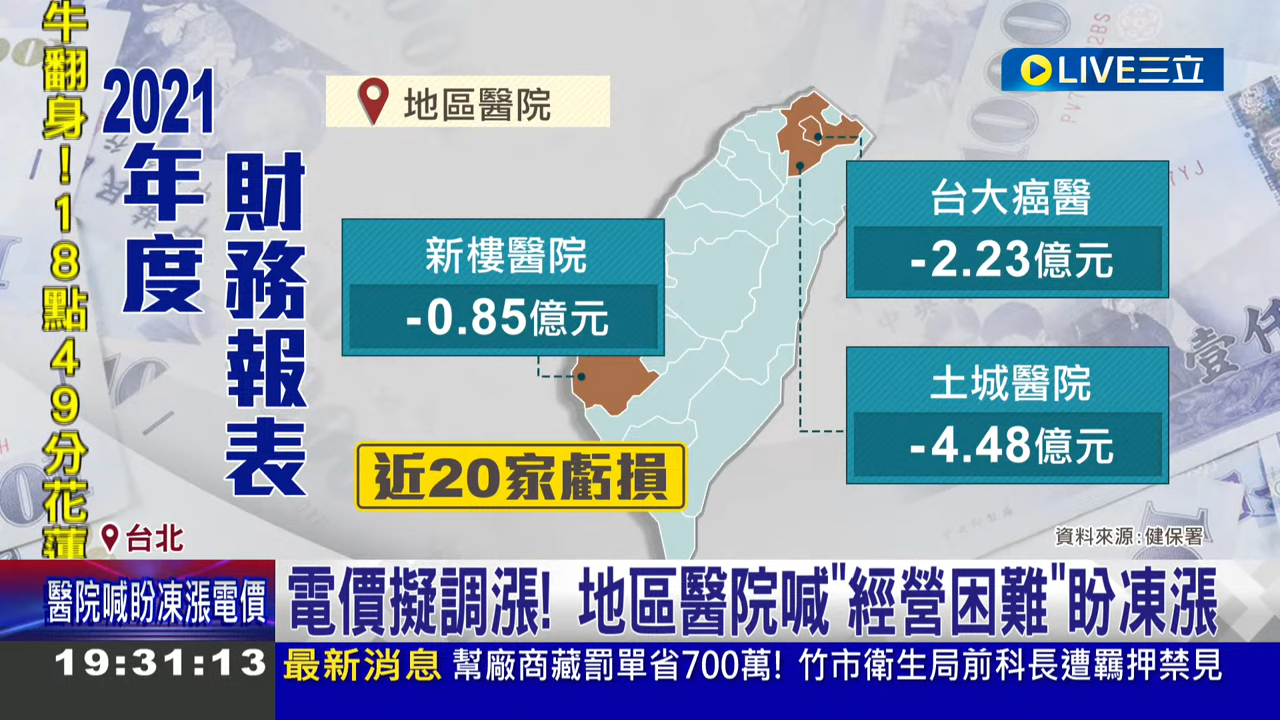 牛翻身！18點49分花蓮
2021年度
財務報表
地區醫院
LIVE三立
台大癌醫
-2.23億元
新樓醫院
-0.85億元
土城醫院
-4.48億元
近20家虧損
台北
資料來源:健保署
醫院喊盼凍漲電價
電價擬調漲! 地區醫院喊"經營困難"盼凍漲
19:31:13
最新消息 幫廠商藏罰單省700萬! 竹市衛生局前科長遭羈押禁見